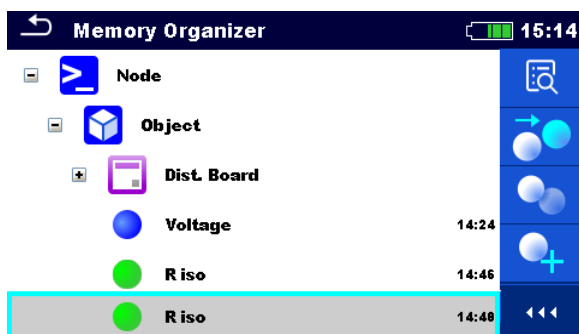 Memory Organizer 15:14
Node
Object
Dist. Board
Voltage 14:24
R iso 14:46
R iso 14:48